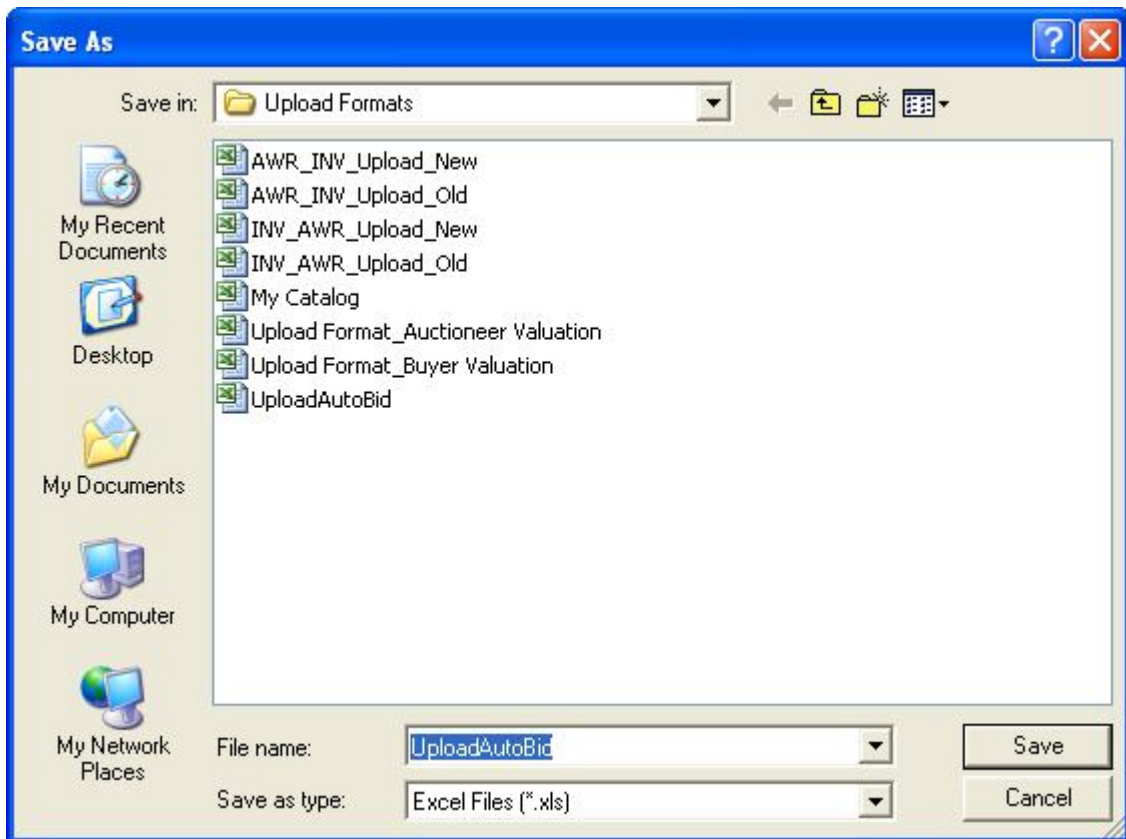 Save As
Save in: Upload Formats
My Recent
Documents
Desktop
My Documents
My Computer
My Network
Places
AWR_INV_Upload_New
AWR_INV_Upload_Old
INV_AWR_Upload_New
INV_AWR_Upload_Old
My Catalog
Upload Format_Auctioneer Valuation
Upload Format_Buyer Valuation
UploadAutoBid
File name: UploadAutoBid Save
Save as type: Excel Files (*.xls) Cancel